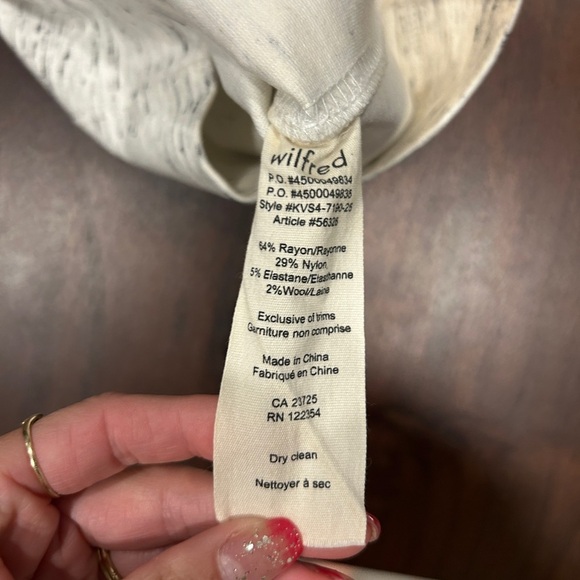 wilfred
P.O. #4500049834
P.O. #4500049836
Style #KVS4-7190-25
Article #56325
64% Rayon/Rayonne
29% Nylon
5% Elastane/Elasthanne
2%Wool/Laine
Exclusive of trims
Garniture non comprise
Made in China
Fabriqué en Chine
CA 23725
RN 122354
Dry clean
Nettoyer à sec